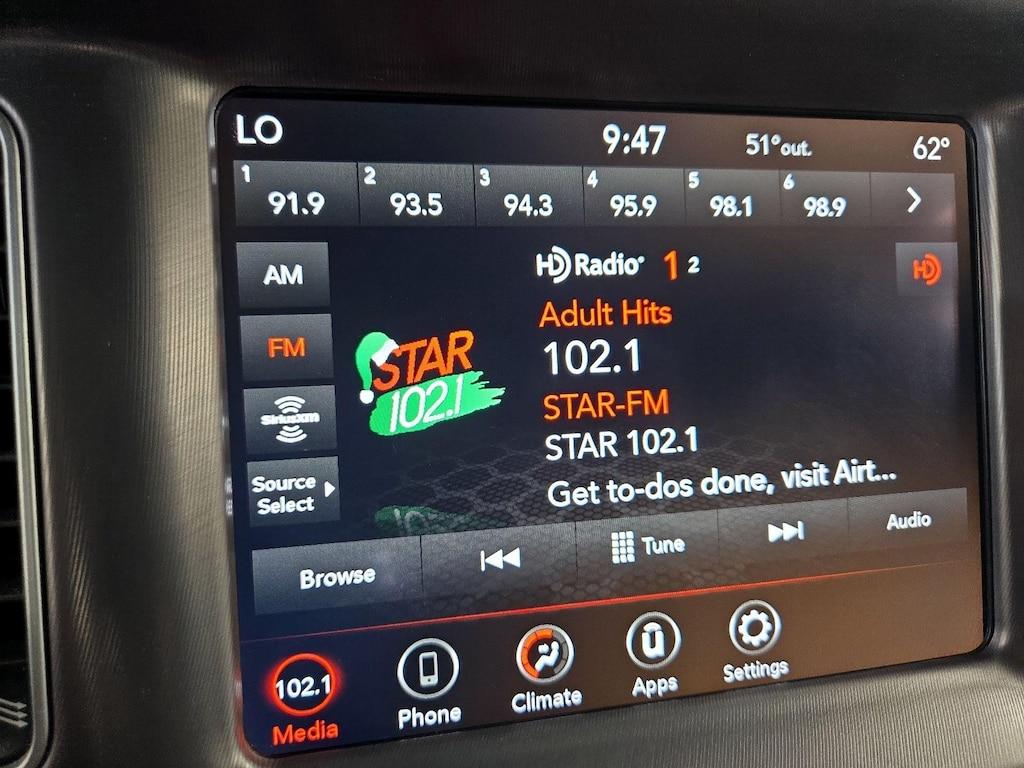 LO 9:47 51° out. 62°
1 91.9 2 93.5 3 94.3 4 95.9 5 98.1 6 98.9
AM
FM
SiriusXM
Source
Select
STAR
102.1
HD Radio 1 2
HD
Adult Hits
102.1
STAR-FM
STAR 102.1
Get to-dos done, visit Airt...
Browse Tune Audio
102.1
Media Phone Climate Apps Settings